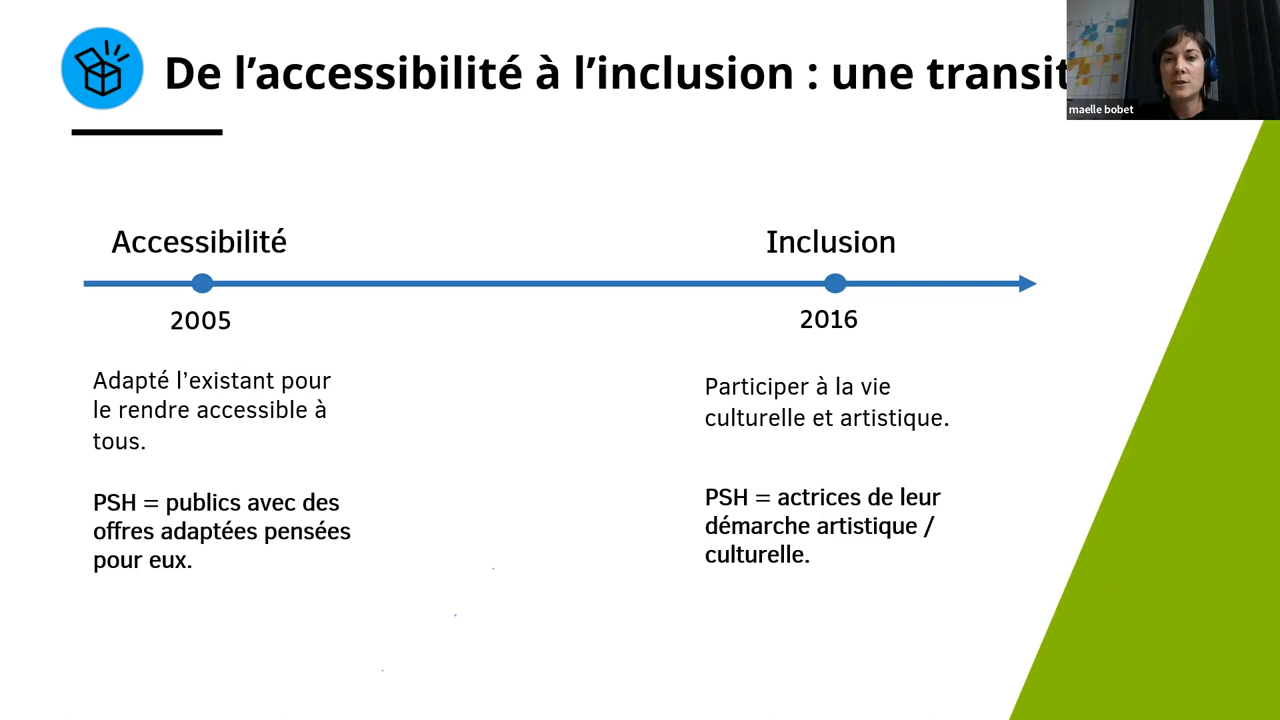 De l’accessibilité à l’inclusion : une transit
maelle bobet
Accessibilité
Inclusion
2005
2016
Adapté l’existant pour
le rendre accessible à
tous.
PSH = publics avec des
offres adaptées pensées
pour eux.
Participer à la vie
culturelle et artistique.
PSH = actrices de leur
démarche artistique /
culturelle.